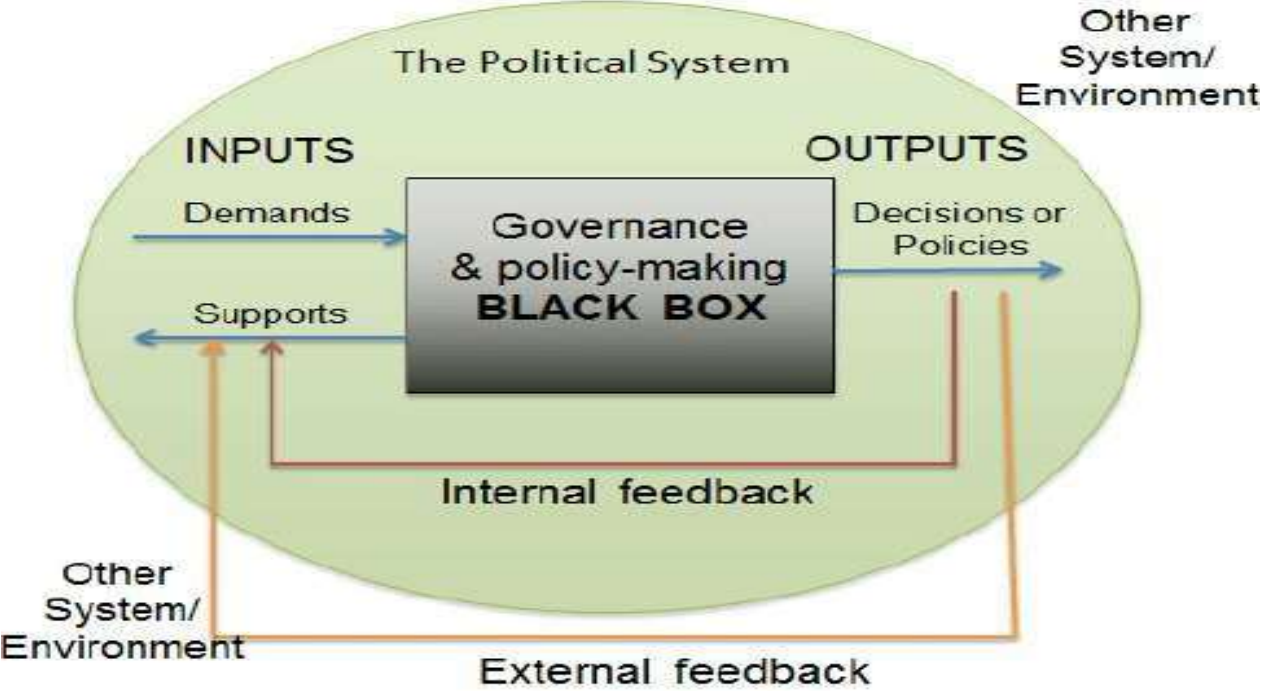 The Political System
Other
System/
Environment
INPUTS
OUTPUTS
Demands
Supports
Governance
& policy-making
BLACK BOX
Decisions or
Policies
Internal feedback
Other
System/
Environment
External feedback